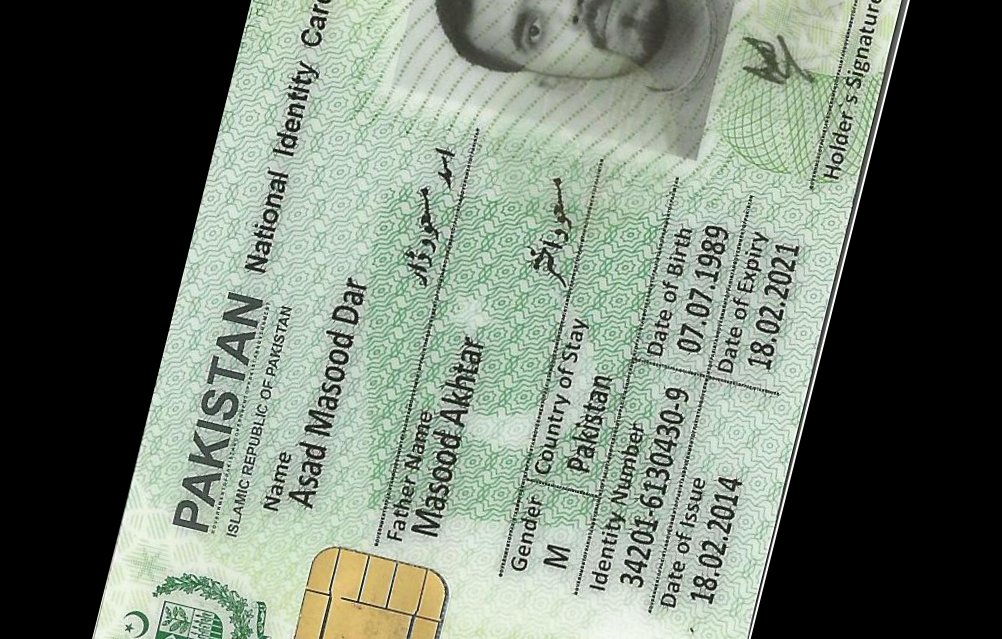 PAKISTAN National Identity Card
ISLAMIC REPUBLIC OF PAKISTAN
Name
Asad Masood Dar
اسد مسعود ڈار
Father Name
Masood Akhtar
مسعود اختر
Gender
Country of Stay
M
Pakistan
Identity Number
Date of Birth
34201-6130430-9
07.07.1989
Date of Issue
Date of Expiry
18.02.2014
18.02.2021
Holder's Signature